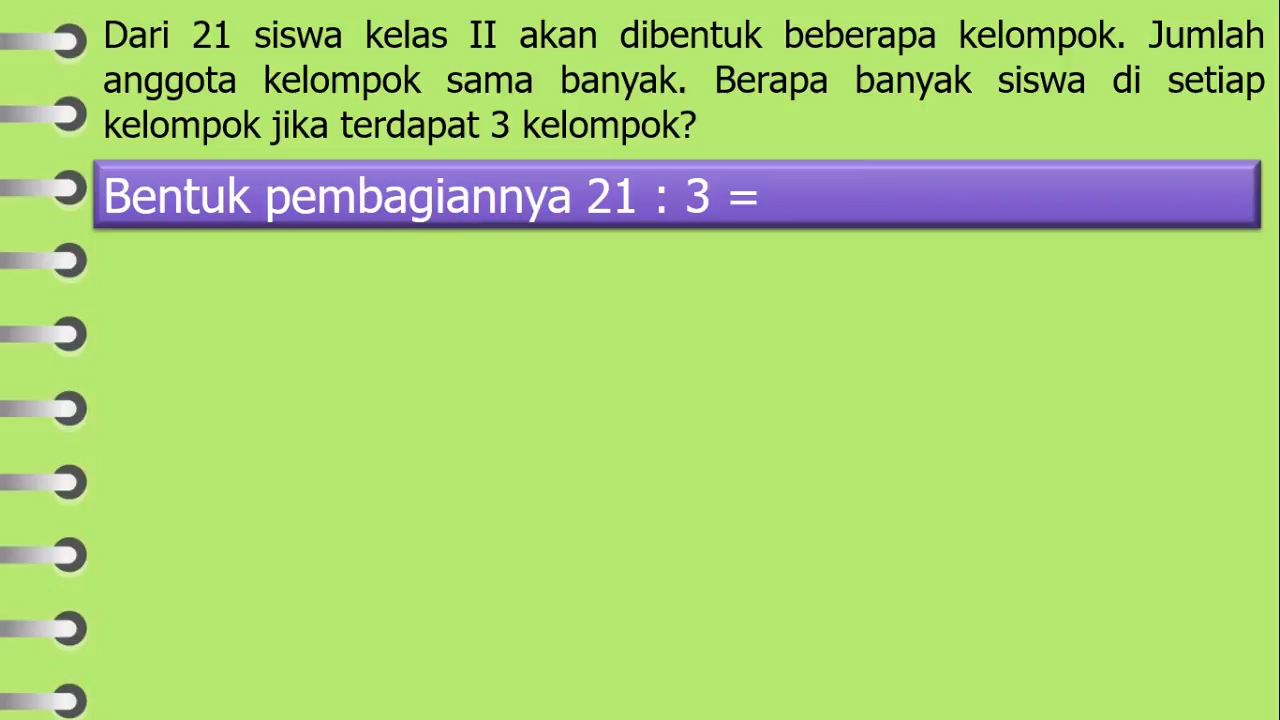 Dari 21 siswa kelas II akan dibentuk beberapa kelompok. Jumlah
anggota kelompok sama banyak. Berapa banyak siswa di setiap
kelompok jika terdapat 3 kelompok?
Bentuk pembagiannya 21 : 3 =